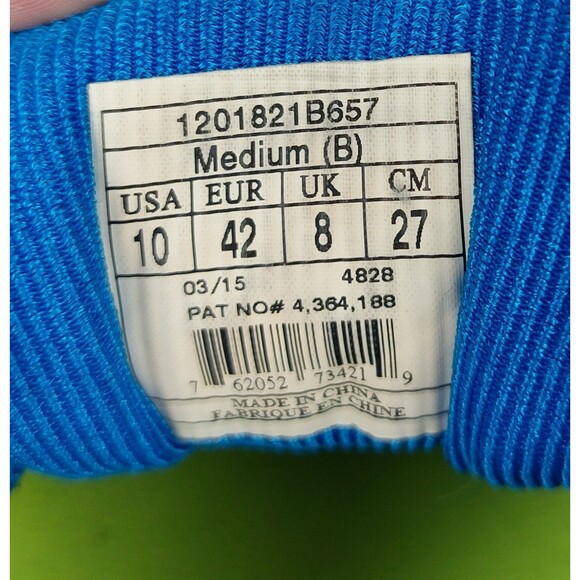 1201821B657
Medium (B)
USA EUR UK CM
10 42 8 27
03/15 4828
PAT NO# 4,364,188
7 62052 73421 9
MADE IN CHINA
FABRIQUE EN CHINE